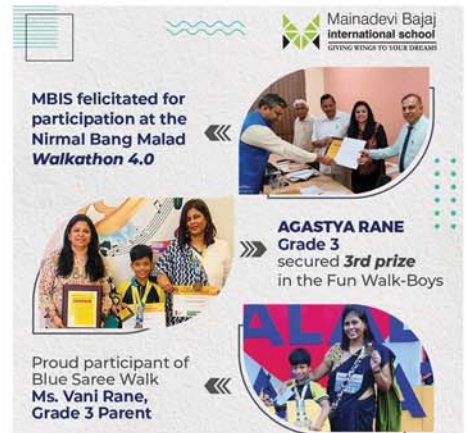 Mainadevi Bajaj
international school
GIVING WINGS TO YOUR DREAMS
MBIS felicitated for
participation at the
Nirmal Bang Malad
Walkathon 4.0
AGASTYA RANE
Grade 3
secured 3rd prize
in the Fun Walk-Boys
Proud participant of
Blue Saree Walk
Ms. Vani Rane,
Grade 3 Parent